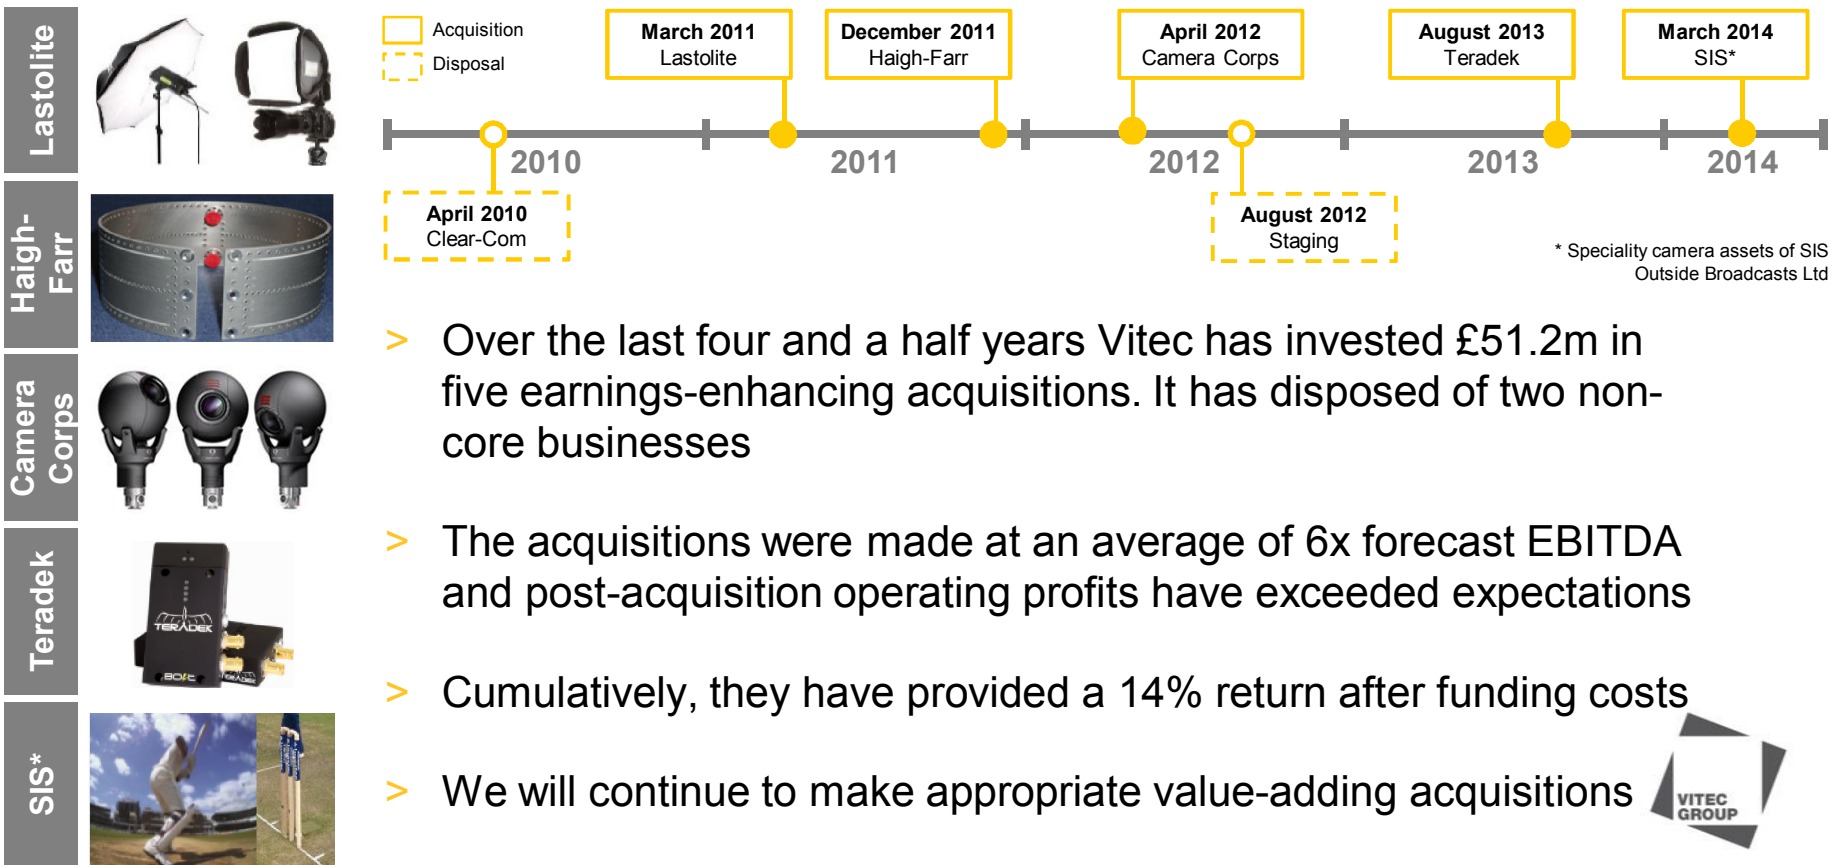 Lastolite
Haigh-
Farr
Camera
Corps
Teradek
SIS*
Acquisition
Disposal
March 2011
Lastolite
December 2011
Haigh-Farr
April 2012
Camera Corps
August 2013
Teradek
March 2014
SIS*
2010
2011
2012
2013
2014
April 2010
Clear-Com
August 2012
Staging
* Speciality camera assets of SIS
Outside Broadcasts Ltd
> Over the last four and a half years Vitec has invested £51.2m in
five earnings-enhancing acquisitions. It has disposed of two non-
core businesses
> The acquisitions were made at an average of 6x forecast EBITDA
and post-acquisition operating profits have exceeded expectations
> Cumulatively, they have provided a 14% return after funding costs
> We will continue to make appropriate value-adding acquisitions
TERADEK
BOLT
TERADEK
VITEC
GROUP